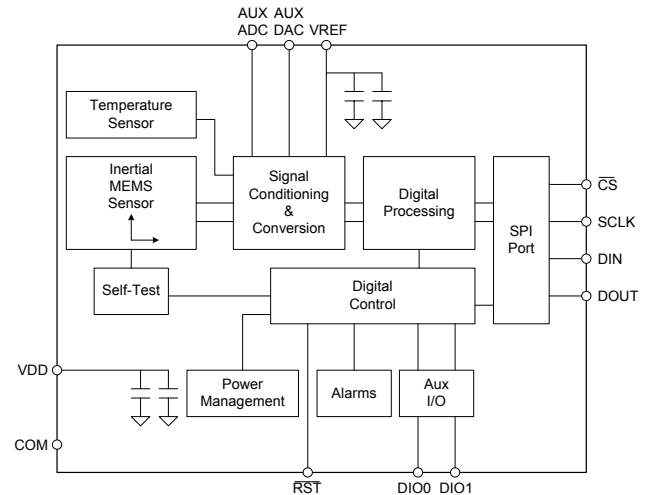 AUX AUX
ADC DAC VREF
Temperature
Sensor
Inertial
MEMS
Sensor
Signal
Conditioning
&
Conversion
Digital
Processing
SPI
Port
CS
SCLK
DIN
DOUT
Self-Test
Digital
Control
VDD
Power
Management
Alarms
Aux
I/O
COM
RST DIO0 DIO1